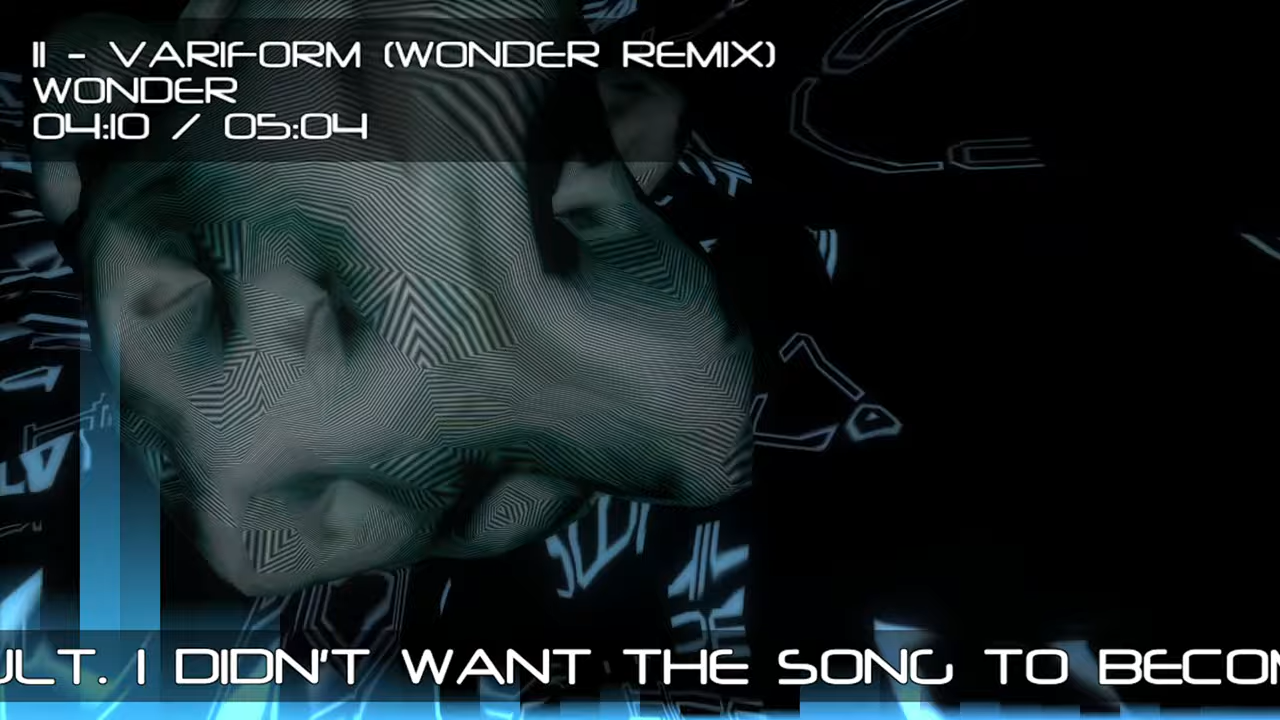 11 - VARIFORM (WONDER REMIX)
WONDER
04:10 / 05:04
ULT. I DIDN'T WANT THE SONG TO BECOM